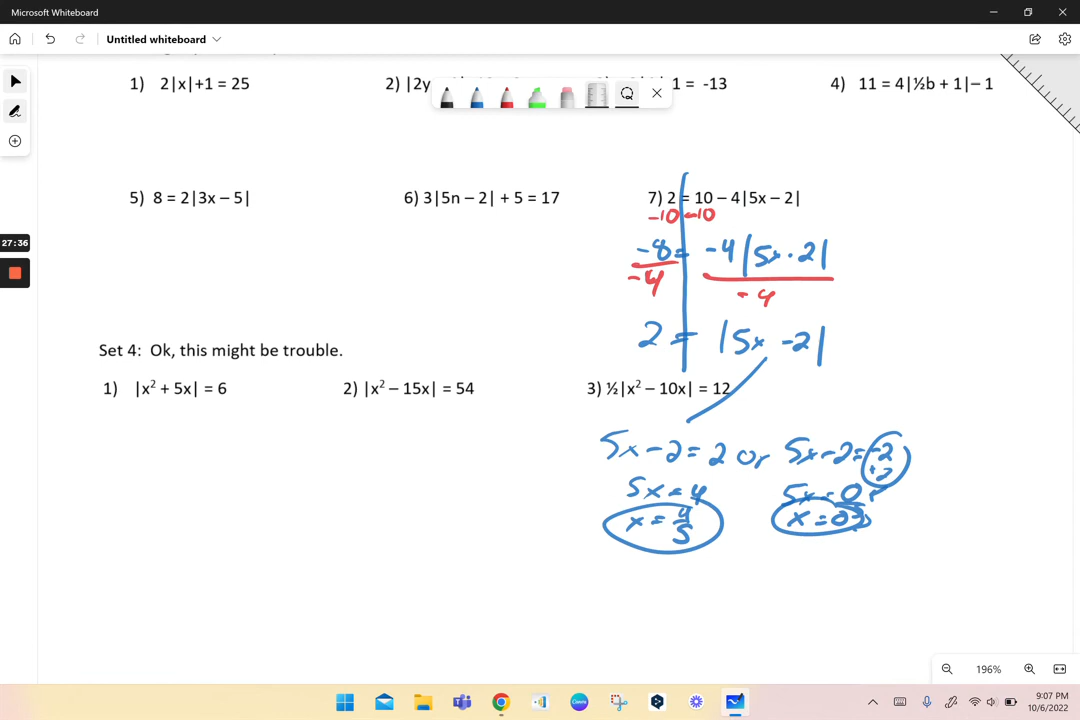 Microsoft Whiteboard
Untitled whiteboard
1) 2|x|+1 = 25
2) |2y
1 = -13
4) 11 = 4|½b + 1| – 1
5) 8 = 2|3x – 5|
6) 3|5n – 2| + 5 = 17
7) 2 = 10 – 4|5x – 2|
-10 -10
-8 = -4|5x - 2|
-4 -4
27:36
2 = |5x - 2|
Set 4: Ok, this might be trouble.
1) |x² + 5x| = 6
2) |x² – 15x| = 54
3) ½|x² – 10x| = 12
5x - 2 = 2 or 5x - 2 = -2
+2
5x = 4 5x = 0
x = 4/5 x = 0
196%
9:07 PM
10/6/2022